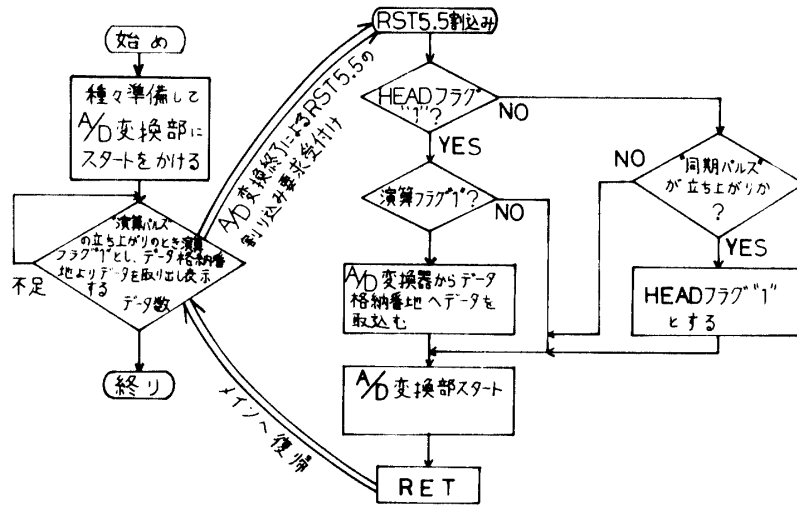 始め
種々準備して
A/D変換部に
スタートをかける
"演算パルス"
の立ち上がりのとき演算
フラグ"1"とし、データ格納番
地よりデータを取り出し表示
する
データ数
不足
終り
A/D変換終了によるRST5.5の
割り込み要求受付け
メインへ復帰
RST5.5割込み
HEADフラグ
"1"?
NO
YES
演算フラグ"1"?
NO
A/D変換器からデータ
格納番地へデータを
取込む
A/D変換部スタート
RET
"同期パルス"
が立ち上がりか
?
NO
YES
HEADフラグ"1"
とする